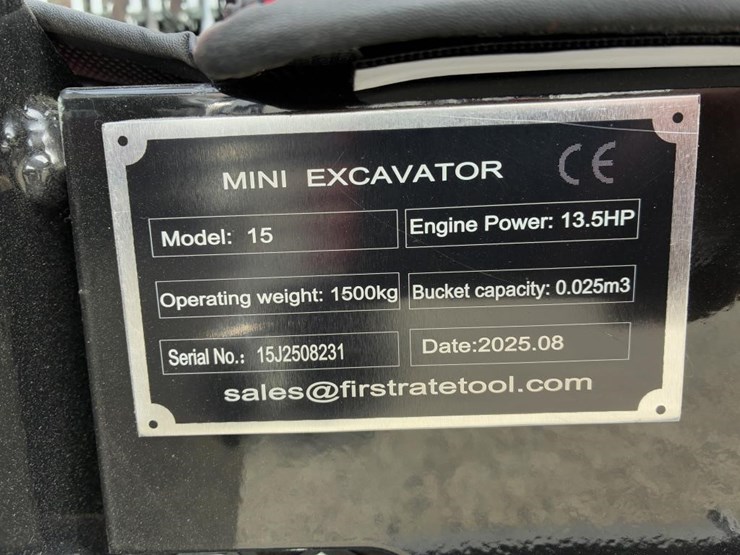 MINI EXCAVATOR CE
Model: 15
Engine Power: 13.5HP
Operating weight: 1500kg
Bucket capacity: 0.025m3
Serial No.: 15J2508231
Date:2025.08
sales@firstratetool.com